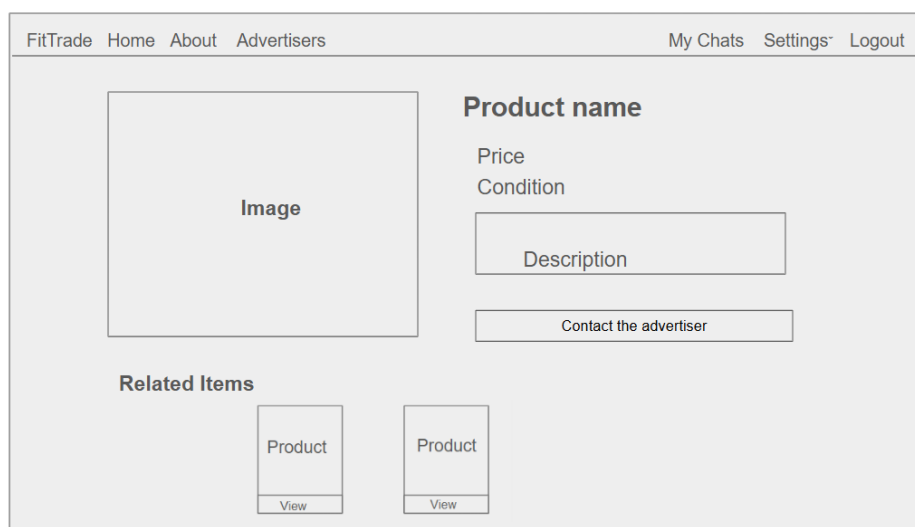 FitTrade Home About Advertisers My Chats Settings Logout
Product name
Price
Condition
Image
Description
Contact the advertiser
Related Items
Product Product
View View